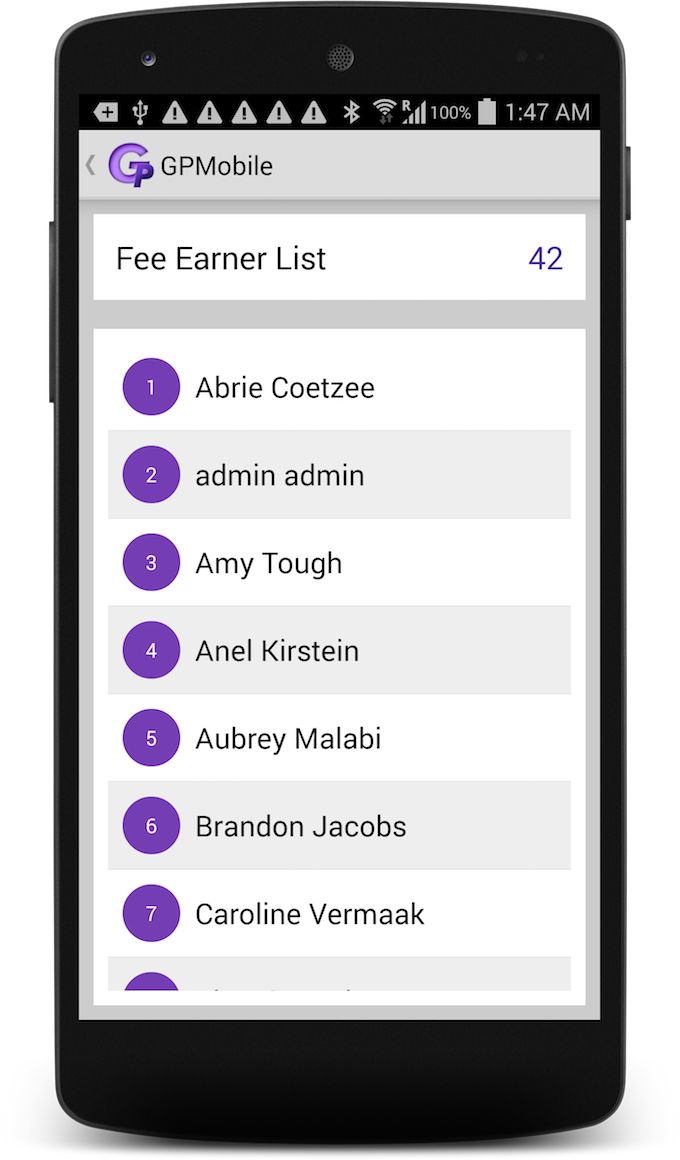 R 100% 1:47 AM
GP GPMobile
Fee Earner List 42
1 Abrie Coetzee
2 admin admin
3 Amy Tough
4 Anel Kirstein
5 Aubrey Malabi
6 Brandon Jacobs
7 Caroline Vermaak